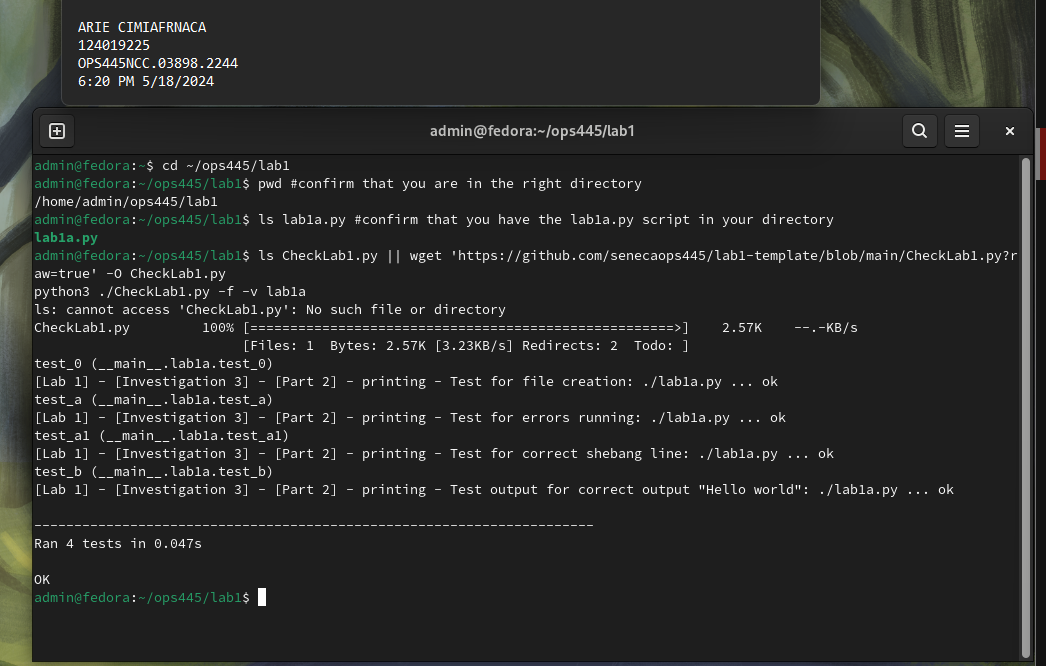 ARIE CIMIAFRNACA
124019225
OPS445NCC.03898.2244
6:20 PM 5/18/2024
admin@fedora:~/ops445/lab1
admin@fedora:~$ cd ~/ops445/lab1
admin@fedora:~/ops445/lab1$ pwd #confirm that you are in the right directory
/home/admin/ops445/lab1
admin@fedora:~/ops445/lab1$ ls lab1a.py #confirm that you have the lab1a.py script in your directory
lab1a.py
admin@fedora:~/ops445/lab1$ ls CheckLab1.py || wget 'https://github.com/senecaops445/lab1-template/blob/main/CheckLab1.py?r
aw=true' -O CheckLab1.py
python3 ./CheckLab1.py -f -v lab1a
ls: cannot access 'CheckLab1.py': No such file or directory
CheckLab1.py         100% [======================================================>]    2.57K    --.-KB/s
                          [Files: 1  Bytes: 2.57K [3.23KB/s] Redirects: 2  Todo: ]
test_0 (__main__.lab1a.test_0)
[Lab 1] - [Investigation 3] - [Part 2] - printing - Test for file creation: ./lab1a.py ... ok
test_a (__main__.lab1a.test_a)
[Lab 1] - [Investigation 3] - [Part 2] - printing - Test for errors running: ./lab1a.py ... ok
test_a1 (__main__.lab1a.test_a1)
[Lab 1] - [Investigation 3] - [Part 2] - printing - Test for correct shebang line: ./lab1a.py ... ok
test_b (__main__.lab1a.test_b)
[Lab 1] - [Investigation 3] - [Part 2] - printing - Test output for correct output "Hello world": ./lab1a.py ... ok
----------------------------------------------------------------------
Ran 4 tests in 0.047s
OK
admin@fedora:~/ops445/lab1$